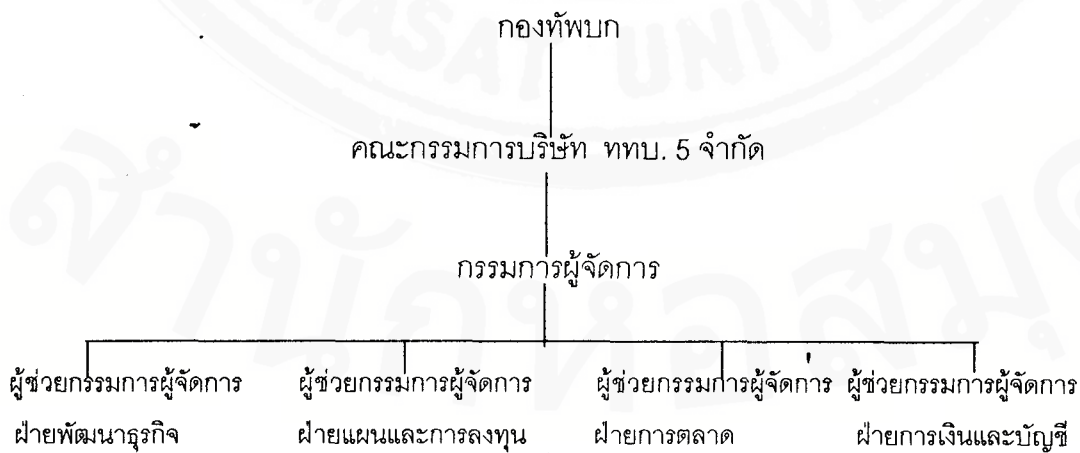 กองทัพบก
คณะกรรมการบริษัท ททบ. 5 จำกัด
กรรมการผู้จัดการ
ผู้ช่วยกรรมการผู้จัดการ ผู้ช่วยกรรมการผู้จัดการ ผู้ช่วยกรรมการผู้จัดการ ผู้ช่วยกรรมการผู้จัดการ
ฝ่ายพัฒนาธุรกิจ ฝ่ายแผนและการลงทุน ฝ่ายการตลาด ฝ่ายการเงินและบัญชี